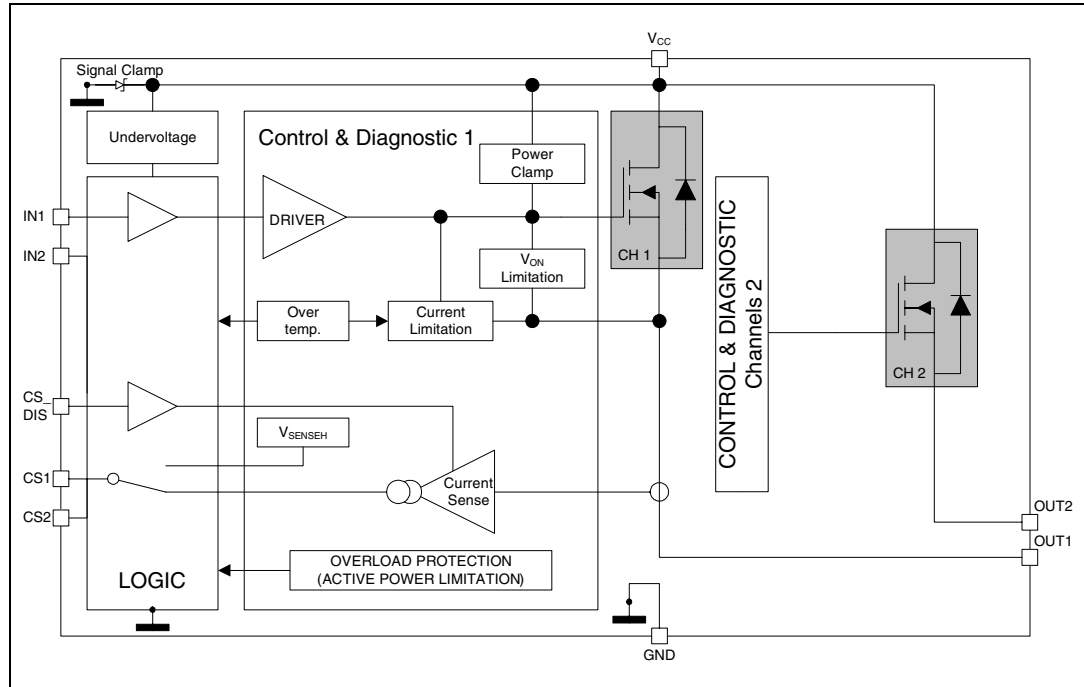 VCC
Signal Clamp
Undervoltage
Control & Diagnostic 1
Power
Clamp
IN1
DRIVER
IN2
VON
Limitation
CH 1
Over
temp.
Current
Limitation
CONTROL & DIAGNOSTIC
Channels 2
CH 2
CS_
DIS
VSENSEH
CS1
Current
Sense
CS2
OUT2
OUT1
OVERLOAD PROTECTION
(ACTIVE POWER LIMITATION)
LOGIC
GND